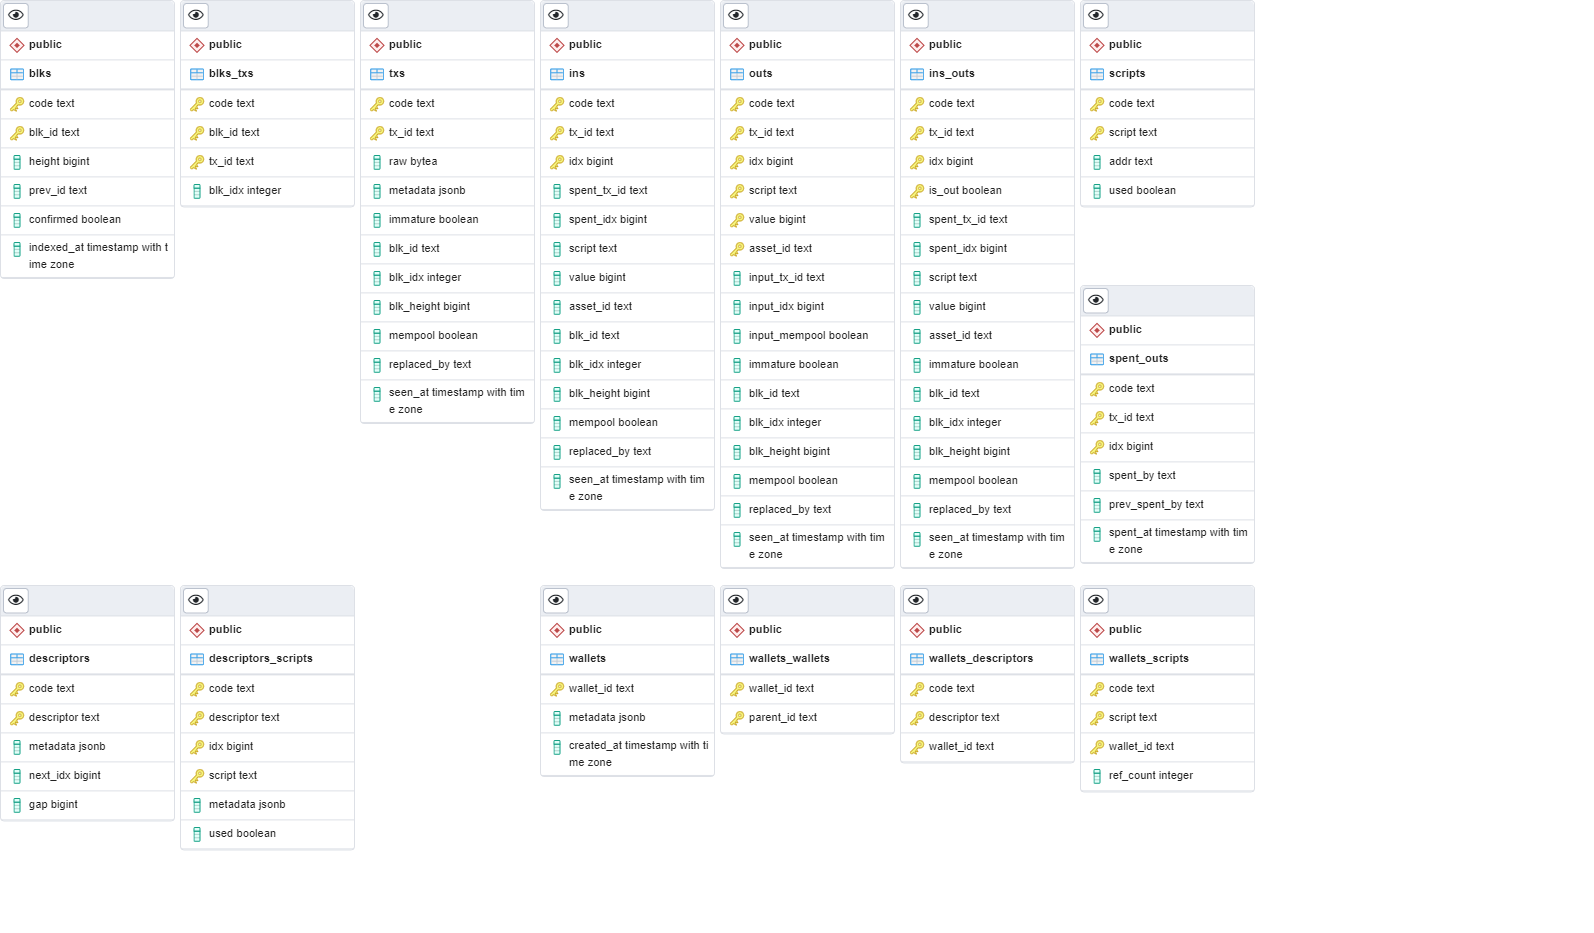 public
blks
code text
blk_id text
height bigint
prev_id text
confirmed boolean
indexed_at timestamp with t
ime zone
public
blks_txs
code text
blk_id text
tx_id text
blk_idx integer
public
txs
code text
tx_id text
raw bytea
metadata jsonb
immature boolean
blk_id text
blk_idx integer
blk_height bigint
mempool boolean
replaced_by text
seen_at timestamp with tim
e zone
public
ins
code text
tx_id text
idx bigint
spent_tx_id text
spent_idx bigint
script text
value bigint
asset_id text
blk_id text
blk_idx integer
blk_height bigint
mempool boolean
replaced_by text
seen_at timestamp with tim
e zone
public
outs
code text
tx_id text
idx bigint
script text
value bigint
asset_id text
input_tx_id text
input_idx bigint
input_mempool boolean
immature boolean
blk_id text
blk_idx integer
blk_height bigint
mempool boolean
replaced_by text
seen_at timestamp with tim
e zone
public
ins_outs
code text
tx_id text
idx bigint
is_out boolean
spent_tx_id text
spent_idx bigint
script text
value bigint
asset_id text
immature boolean
blk_id text
blk_idx integer
blk_height bigint
mempool boolean
replaced_by text
seen_at timestamp with tim
e zone
public
scripts
code text
script text
addr text
used boolean
public
spent_outs
code text
tx_id text
idx bigint
spent_by text
prev_spent_by text
spent_at timestamp with tim
e zone
public
descriptors
code text
descriptor text
metadata jsonb
next_idx bigint
gap bigint
public
descriptors_scripts
code text
descriptor text
idx bigint
script text
metadata jsonb
used boolean
public
wallets
wallet_id text
metadata jsonb
created_at timestamp with ti
me zone
public
wallets_wallets
wallet_id text
parent_id text
public
wallets_descriptors
code text
descriptor text
wallet_id text
public
wallets_scripts
code text
script text
wallet_id text
ref_count integer